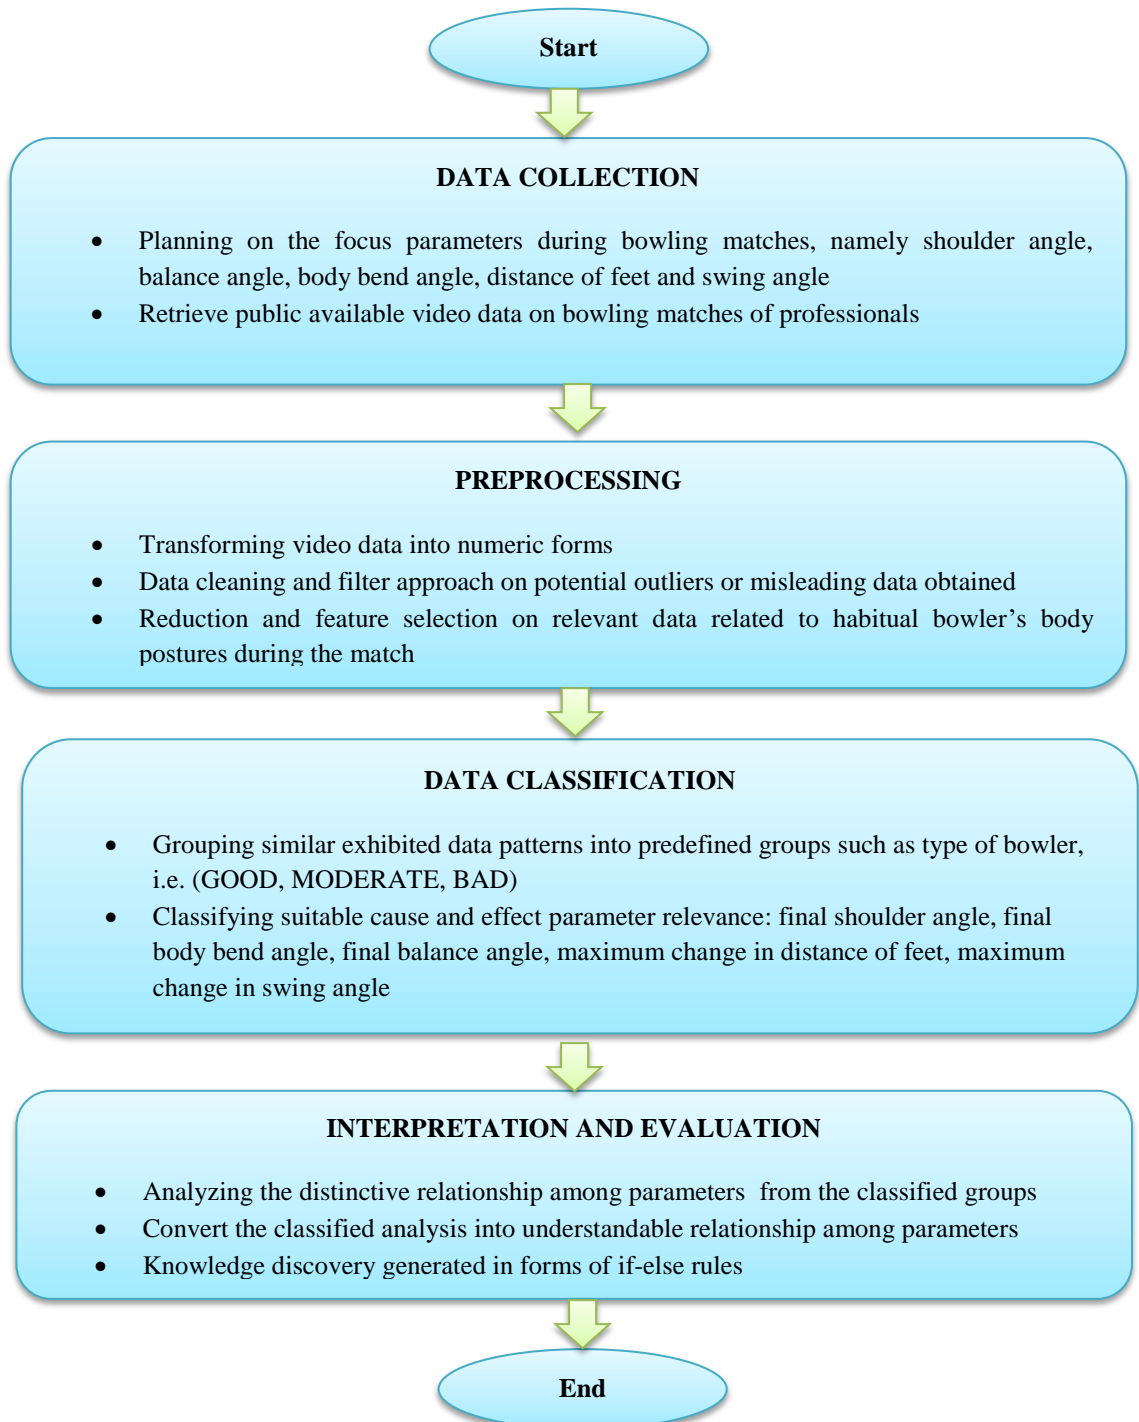 Start
DATA COLLECTION
• Planning on the focus parameters during bowling matches, namely shoulder angle,
balance angle, body bend angle, distance of feet and swing angle
• Retrieve public available video data on bowling matches of professionals
PREPROCESSING
• Transforming video data into numeric forms
• Data cleaning and filter approach on potential outliers or misleading data obtained
• Reduction and feature selection on relevant data related to habitual bowler's body
postures during the match
DATA CLASSIFICATION
• Grouping similar exhibited data patterns into predefined groups such as type of bowler,
i.e. (GOOD, MODERATE, BAD)
• Classifying suitable cause and effect parameter relevance: final shoulder angle, final
body bend angle, final balance angle, maximum change in distance of feet, maximum
change in swing angle
INTERPRETATION AND EVALUATION
• Analyzing the distinctive relationship among parameters from the classified groups
• Convert the classified analysis into understandable relationship among parameters
• Knowledge discovery generated in forms of if-else rules
End